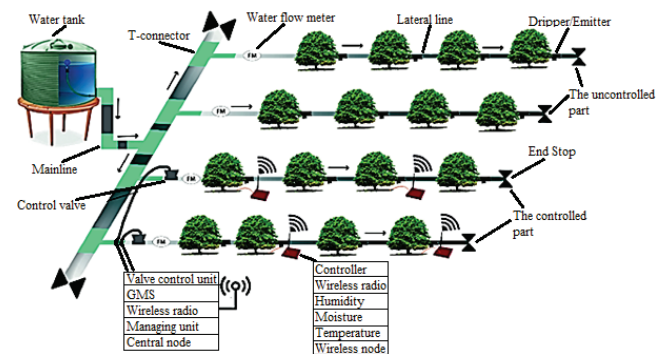 Water tank
T-connector
Water flow meter
Lateral line
Dripper/Emitter
FM
FM
The uncontrolled
part
Mainline
End Stop
Control valve
FM
FM
The controlled
part
Valve control unit
GMS
Wireless radio
Managing unit
Central node
Controller
Wireless radio
Humidity
Moisture
Temperature
Wireless node